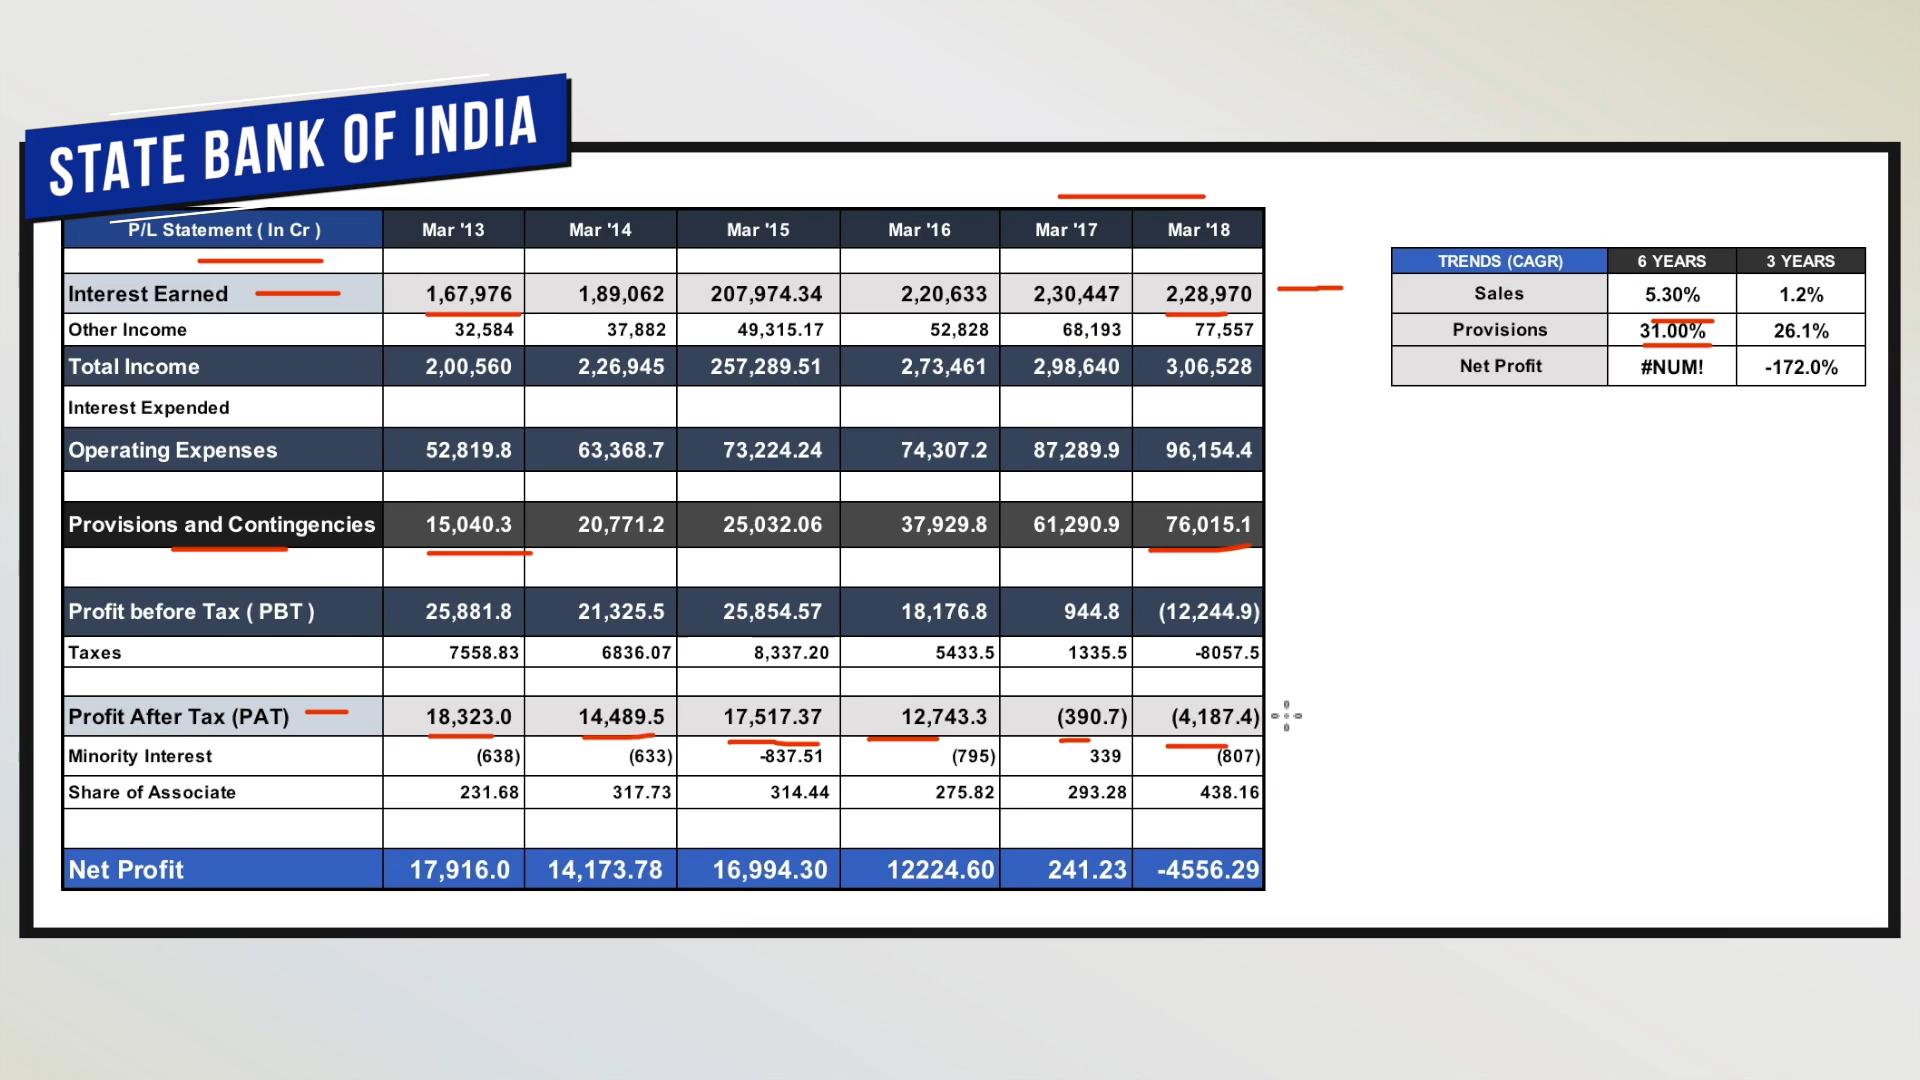 STATE BANK OF INDIA
P/L Statement ( In Cr ) Mar '13 Mar '14 Mar '15 Mar '16 Mar '17 Mar '18
Interest Earned 1,67,976 1,89,062 207,974.34 2,20,633 2,30,447 2,28,970
Other Income 32,584 37,882 49,315.17 52,828 68,193 77,557
Total Income 2,00,560 2,26,945 257,289.51 2,73,461 2,98,640 3,06,528
Interest Expended
Operating Expenses 52,819.8 63,368.7 73,224.24 74,307.2 87,289.9 96,154.4
Provisions and Contingencies 15,040.3 20,771.2 25,032.06 37,929.8 61,290.9 76,015.1
Profit before Tax ( PBT ) 25,881.8 21,325.5 25,854.57 18,176.8 944.8 (12,244.9)
Taxes 7558.83 6836.07 8,337.20 5433.5 1335.5 -8057.5
Profit After Tax (PAT) 18,323.0 14,489.5 17,517.37 12,743.3 (390.7) (4,187.4)
Minority Interest (638) (633) -837.51 (795) 339 (807)
Share of Associate 231.68 317.73 314.44 275.82 293.28 438.16
Net Profit 17,916.0 14,173.78 16,994.30 12224.60 241.23 -4556.29
TRENDS (CAGR) 6 YEARS 3 YEARS
Sales 5.30% 1.2%
Provisions 31.00% 26.1%
Net Profit #NUM! -172.0%